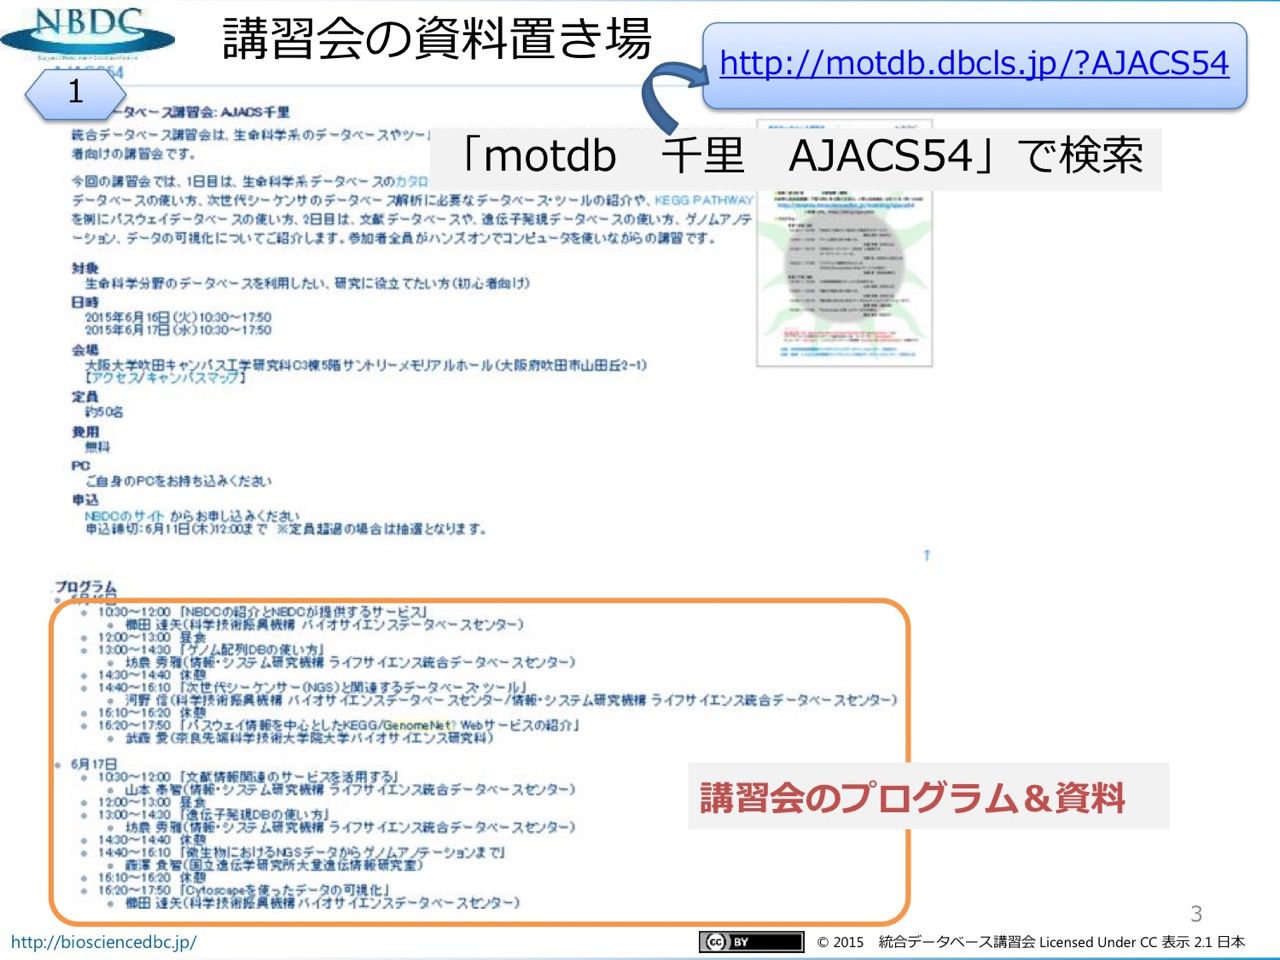 NBDC
講習会の資料置き場
http://motdb.dbcls.jp/?AJACS54
1
「motdb　千里　AJACS54」で検索
ータベース講習会: AJACS千里
統合データベース講習会は、生命科学系のデータベースやツー
者向けの講習会です。
今回の講習会では、1日目は、生命科学系データベースのカタロ
データベースの使い方、次世代シーケンサのデータベース解析に必要なデータベース・ツールの紹介や、KEGG PATHWAY
を例にパスウェイデータベースの使い方、2日目は、文献データベースや、遺伝子発現データベースの使い方、ゲノムアノテ
ーション、データの可視化についてご紹介します。参加者全員がハンズオンでコンピュータを使いながらの講習です。
対象
生命科学分野のデータベースを利用したい、研究に役立てたい方（初心者向け）
日時
2015年6月16日（火）10:30～17:50
2015年6月17日（水）10:30～17:50
会場
大阪大学吹田キャンパス工学研究科C3棟5階サントリーメモリアルホール（大阪府吹田市山田丘2-1）
【アクセス/キャンパスマップ】
定員
約50名
費用
無料
PC
ご自身のPCをお持ち込みください
申込
NBDCのサイト からお申し込みください
申込締切：6月11日（木）12:00まで　※定員超過の場合は抽選となります。
↑
プログラム
6月16日
10:30～12:00 「NBDCの紹介とNBDCが提供するサービス」
櫛田 達矢（科学技術振興機構 バイオサイエンスデータベースセンター）
12:00～13:00 昼食
13:00～14:30 「ゲノム配列DBの使い方」
坊農 秀雅（情報・システム研究機構 ライフサイエンス統合データベースセンター）
14:30～14:40 休憩
14:40～16:10 「次世代シーケンサー（NGS）と関連するデータベース・ツール」
河野 信（科学技術振興機構 バイオサイエンスデータベースセンター/情報・システム研究機構 ライフサイエンス統合データベースセンター）
16:10～16:20 休憩
16:20～17:50 「パスウェイ情報を中心としたKEGG/GenomeNet? Webサービスの紹介」
武藤 愛（奈良先端科学技術大学院大学バイオサイエンス研究科）
6月17日
10:30～12:00 「文献情報関連のサービスを活用する」
山本 泰智（情報・システム研究機構 ライフサイエンス統合データベースセンター）
12:00～13:00 昼食
13:00～14:30 「遺伝子発現DBの使い方」
坊農 秀雅（情報・システム研究機構 ライフサイエンス統合データベースセンター）
14:30～14:40 休憩
14:40～16:10 「微生物におけるNGSデータからゲノムアノテーションまで」
藤澤 貴智（国立遺伝学研究所大量遺伝情報研究室）
16:10～16:20 休憩
16:20～17:50 「Cytoscapeを使ったデータの可視化」
櫛田 達矢（科学技術振興機構 バイオサイエンスデータベースセンター）
講習会のプログラム＆資料
3
http://biosciencedbc.jp/
cc BY
© 2015　統合データベース講習会 Licensed Under CC 表示 2.1 日本